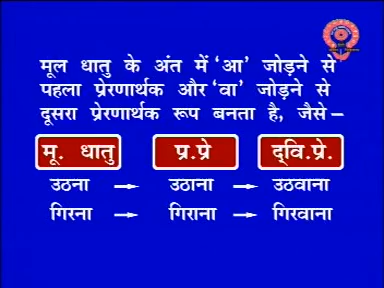 मूल धातु के अंत में ‘आ’ जोड़ने से
पहला प्रेरणार्थक और ‘वा’ जोड़ने से
दूसरा प्रेरणार्थक रूप बनता है, जैसे –
मू. धातु प्र.प्रे द्वि.प्रे.
उठना → उठाना → उठवाना
गिरना → गिराना → गिरवाना